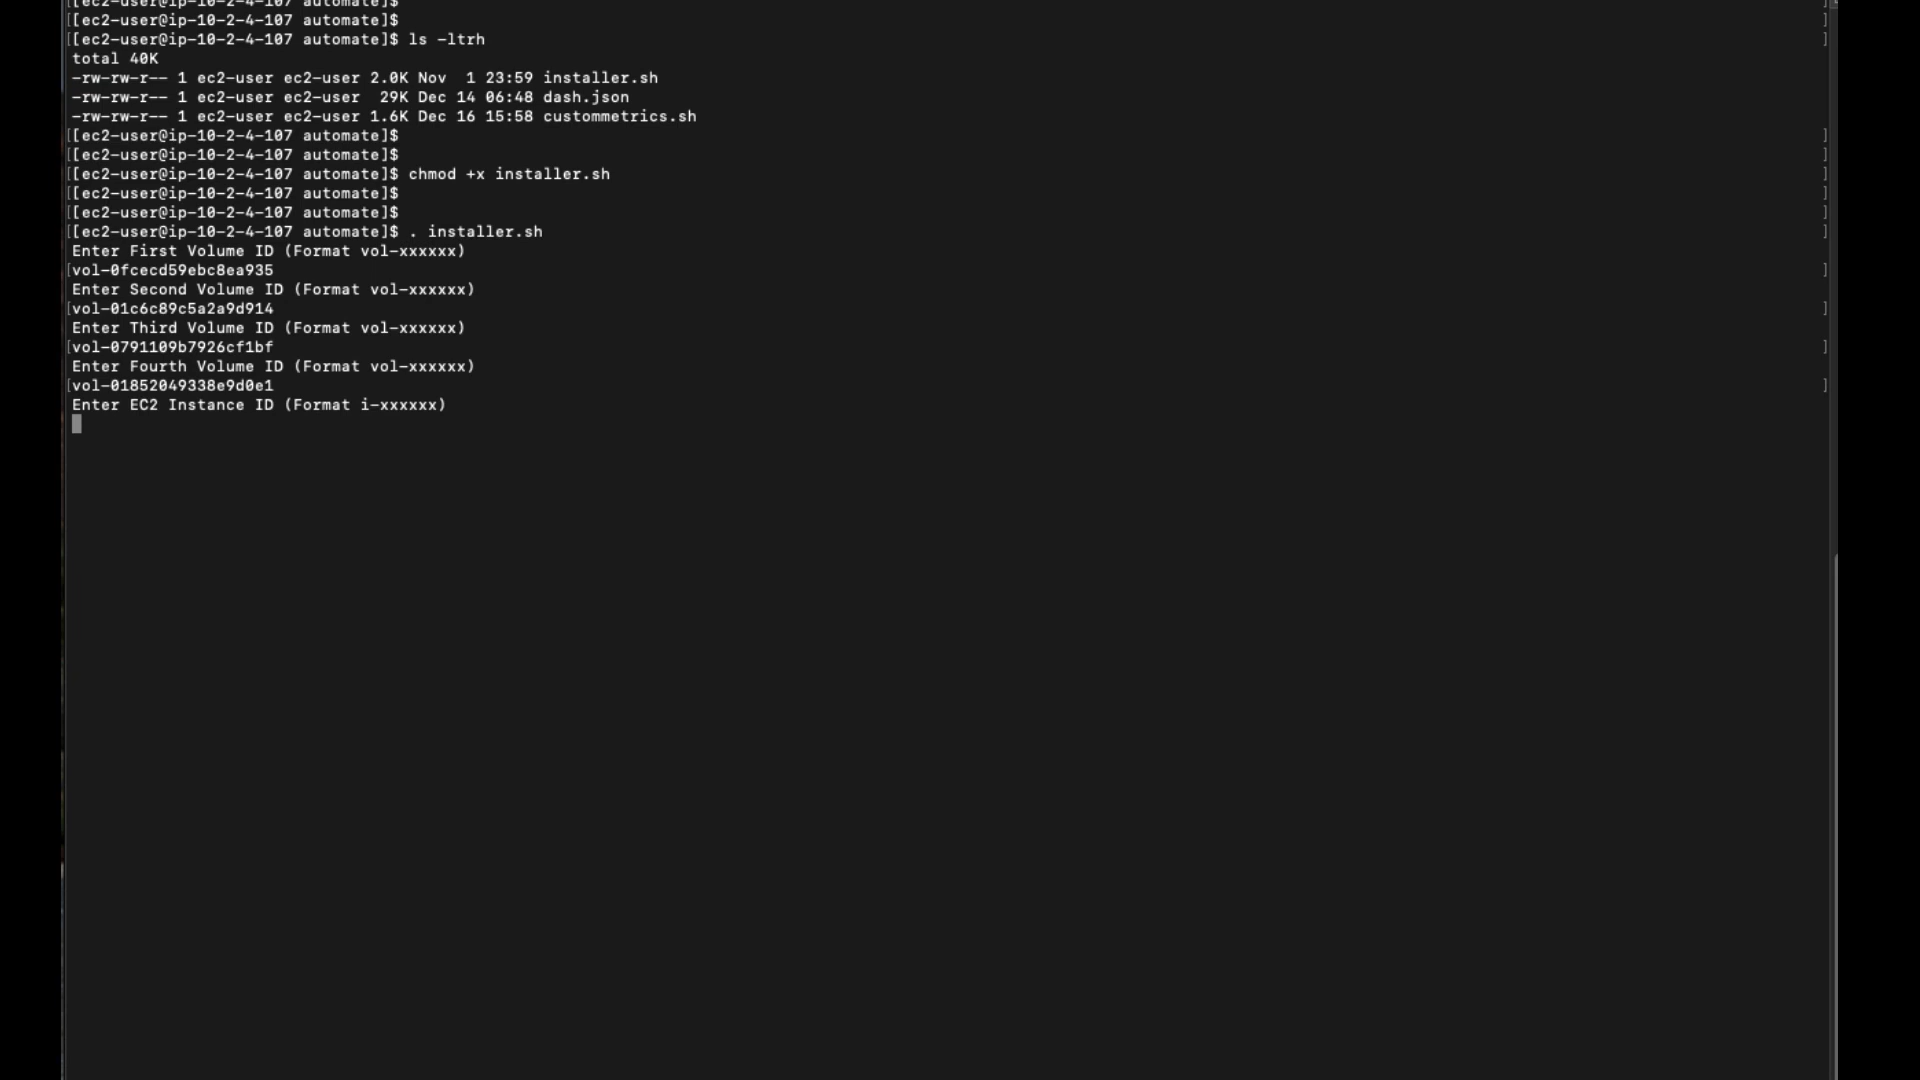 [[ec2-user@ip-10-2-4-107 automate]$ ]
[[ec2-user@ip-10-2-4-107 automate]$ ]
[[ec2-user@ip-10-2-4-107 automate]$ ls -ltrh ]
total 40K
-rw-rw-r-- 1 ec2-user ec2-user 2.0K Nov  1 23:59 installer.sh
-rw-rw-r-- 1 ec2-user ec2-user  29K Dec 14 06:48 dash.json
-rw-rw-r-- 1 ec2-user ec2-user 1.6K Dec 16 15:58 custommetrics.sh
[[ec2-user@ip-10-2-4-107 automate]$ ]
[[ec2-user@ip-10-2-4-107 automate]$ ]
[[ec2-user@ip-10-2-4-107 automate]$ chmod +x installer.sh ]
[[ec2-user@ip-10-2-4-107 automate]$ ]
[[ec2-user@ip-10-2-4-107 automate]$ ]
[[ec2-user@ip-10-2-4-107 automate]$ . installer.sh ]
Enter First Volume ID (Format vol-xxxxxx)
[vol-0fcecd59ebc8ea935 ]
Enter Second Volume ID (Format vol-xxxxxx)
[vol-01c6c89c5a2a9d914 ]
Enter Third Volume ID (Format vol-xxxxxx)
[vol-0791109b7926cf1bf ]
Enter Fourth Volume ID (Format vol-xxxxxx)
[vol-01852049338e9d0e1 ]
Enter EC2 Instance ID (Format i-xxxxxx)